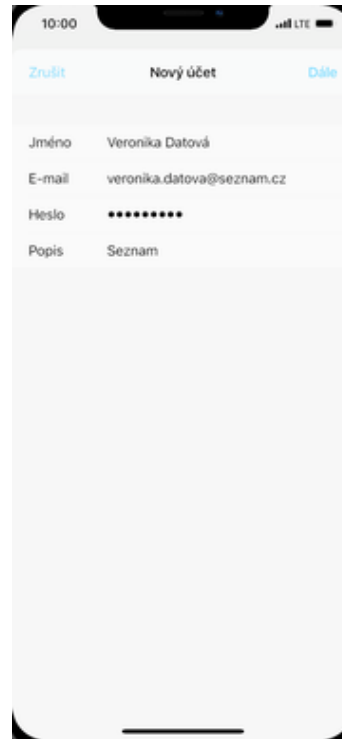 10:00 LTE
Zrušit Nový účet Dále
Jméno Veronika Datová
E-mail veronika.datova@seznam.cz
Heslo •••••••••
Popis Seznam